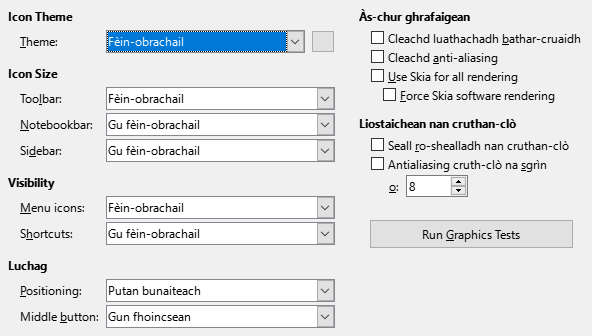 Icon Theme
Theme: Fèin-obrachail
Icon Size
Toolbar: Fèin-obrachail
Notebookbar: Gu fèin-obrachail
Sidebar: Gu fèin-obrachail
Visibility
Menu icons: Fèin-obrachail
Shortcuts: Gu fèin-obrachail
Luchag
Positioning: Putan bunaiteach
Middle button: Gun fhoincsean
Às-chur ghrafaigean
Cleachd luathachadh bathar-cruaidh
Cleachd anti-aliasing
Use Skia for all rendering
Force Skia software rendering
Liostaichean nan cruthan-clò
Seall ro-shealladh nan cruthan-clò
Antialiasing cruth-clò na sgrìn
o: 8
Run Graphics Tests